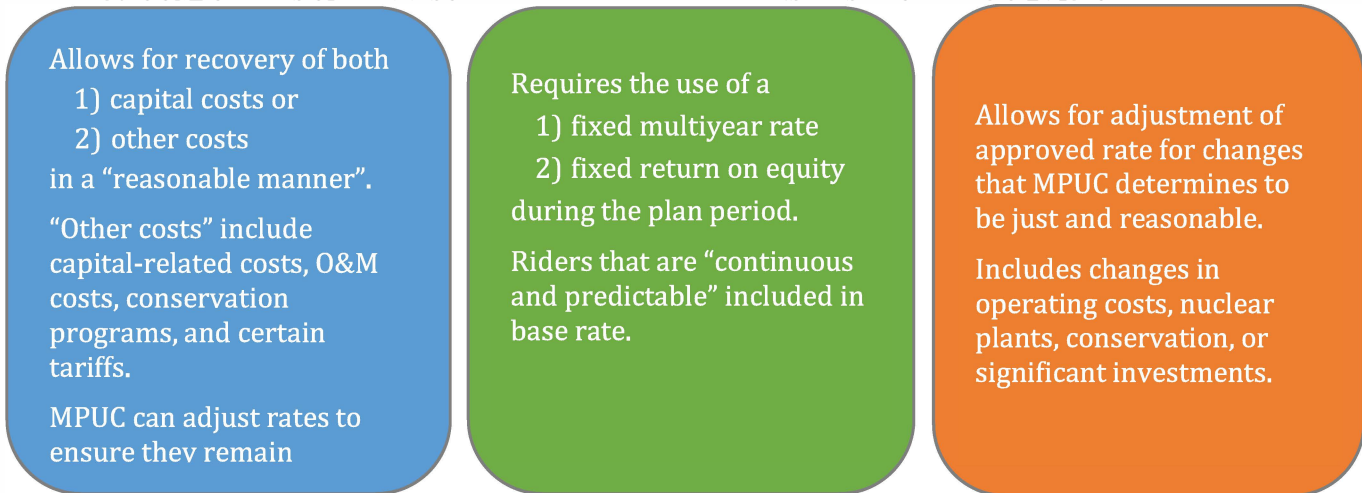 Allows for recovery of both
1) capital costs or
2) other costs
in a “reasonable manner”.
“Other costs” include
capital-related costs, O&M
costs, conservation
programs, and certain
tariffs.
MPUC can adjust rates to
ensure they remain
Requires the use of a
1) fixed multiyear rate
2) fixed return on equity
during the plan period.
Riders that are “continuous
and predictable” included in
base rate.
Allows for adjustment of
approved rate for changes
that MPUC determines to
be just and reasonable.
Includes changes in
operating costs, nuclear
plants, conservation, or
significant investments.